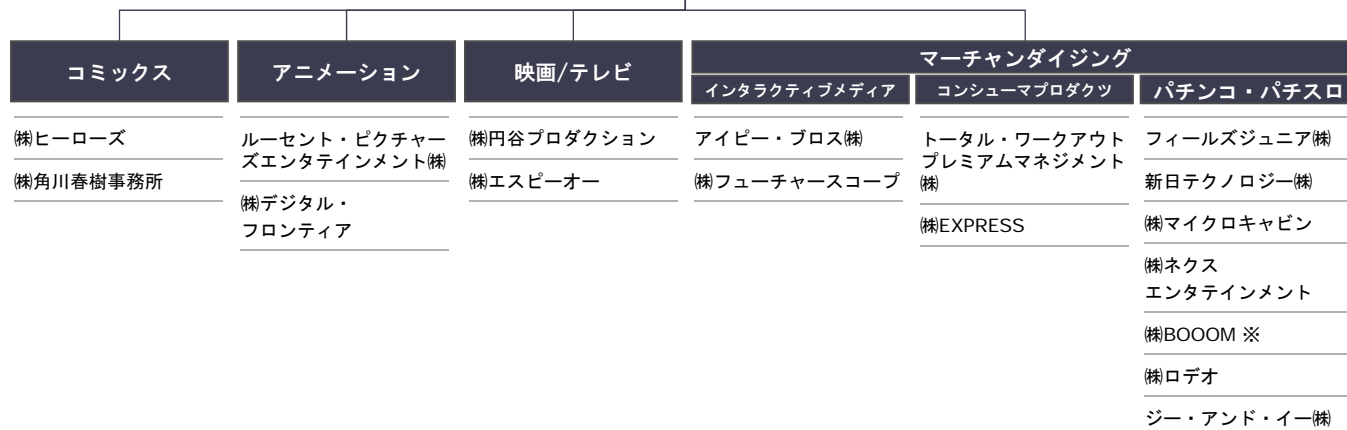 コミックス
㈱ヒーローズ
㈱角川春樹事務所
アニメーション
ルーセント・ピクチャー
ズエンタテインメント㈱
㈱デジタル・
フロンティア
映画/テレビ
㈱円谷プロダクション
㈱エスピーオー
マーチャンダイジング
インタラクティブメディア
アイピー・ブロス㈱
㈱フューチャースコープ
コンシューマプロダクツ
トータル・ワークアウト
プレミアムマネジメント
㈱
㈱EXPRESS
パチンコ・パチスロ
フィールズジュニア㈱
新日テクノロジー㈱
㈱マイクロキャビン
㈱ネクス
エンタテインメント
㈱BOOOM ※
㈱ロデオ
ジー・アンド・イー㈱